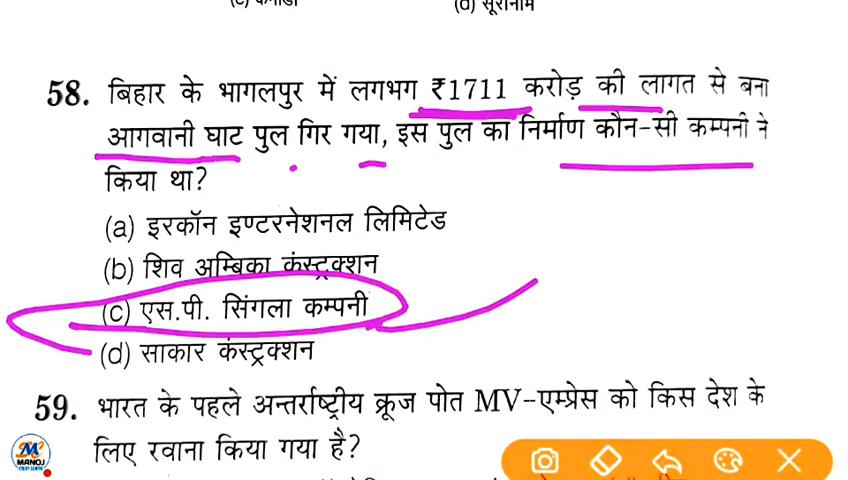 (d) सूरीनाम
58. बिहार के भागलपुर में लगभग ₹1711 करोड़ की लागत से बना
आगवानी घाट पुल गिर गया, इस पुल का निर्माण कौन-सी कम्पनी ने
किया था?
(a) इरकॉन इण्टरनेशनल लिमिटेड
(b) शिव अम्बिका कंस्ट्रक्शन
(c) एस.पी. सिंगला कम्पनी
(d) साकार कंस्ट्रक्शन
59. भारत के पहले अन्तर्राष्ट्रीय क्रूज पोत MV-एम्प्रेस को किस देश के
लिए रवाना किया गया है?
MANOJ